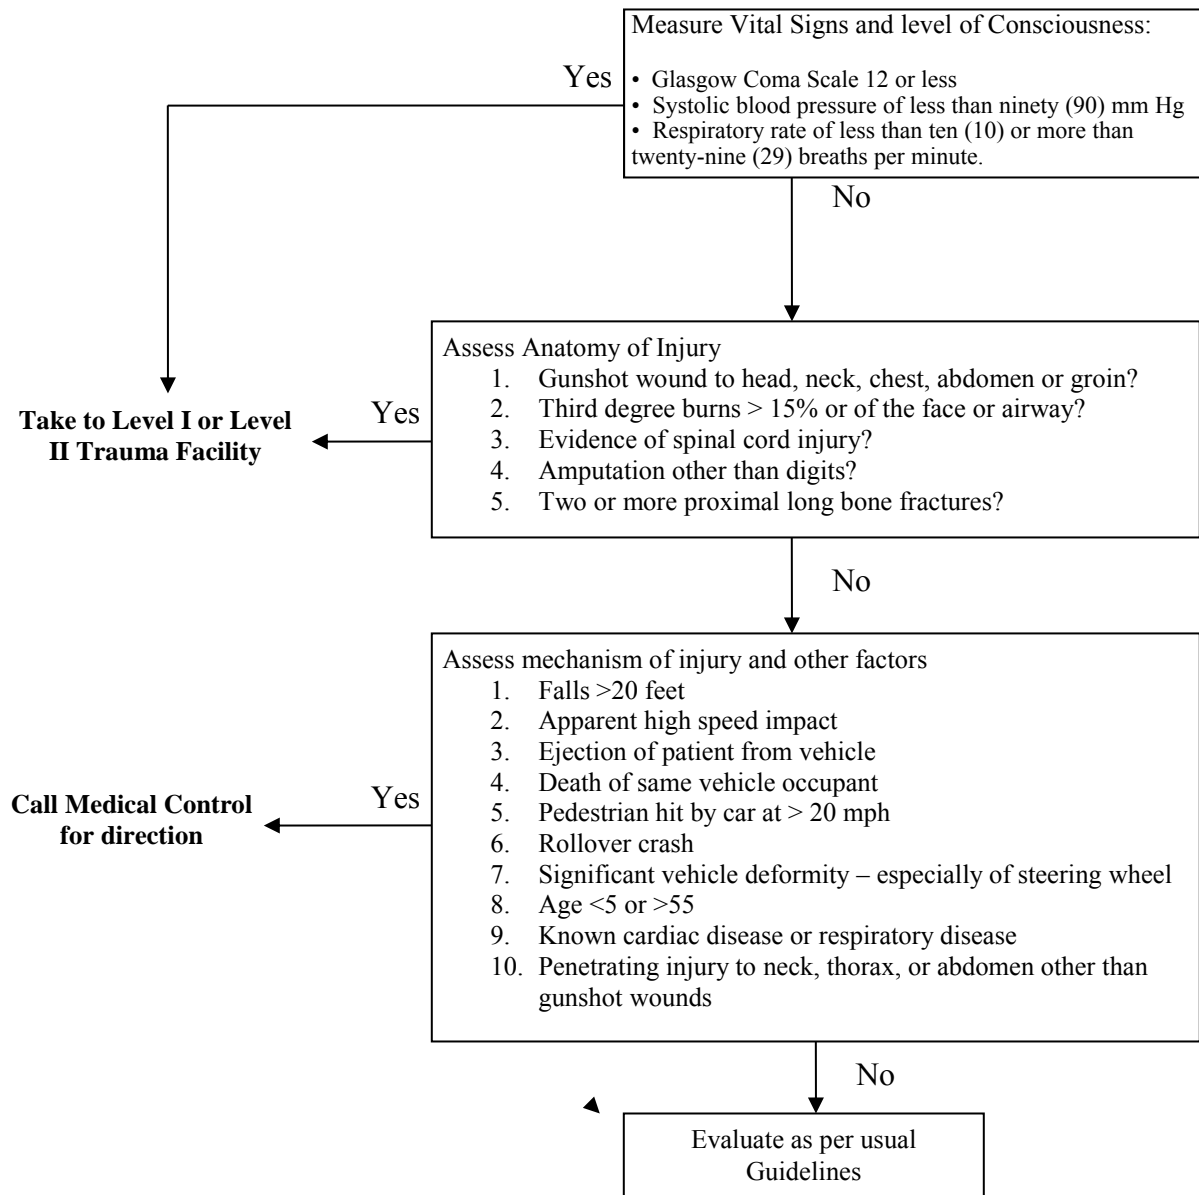 Measure Vital Signs and level of Consciousness:
Yes
• Glasgow Coma Scale 12 or less
• Systolic blood pressure of less than ninety (90) mm Hg
• Respiratory rate of less than ten (10) or more than
twenty-nine (29) breaths per minute.
No
Assess Anatomy of Injury
1. Gunshot wound to head, neck, chest, abdomen or groin?
2. Third degree burns > 15% or of the face or airway?
3. Evidence of spinal cord injury?
4. Amputation other than digits?
5. Two or more proximal long bone fractures?
Yes
Take to Level I or Level
II Trauma Facility
No
Assess mechanism of injury and other factors
1. Falls >20 feet
2. Apparent high speed impact
3. Ejection of patient from vehicle
4. Death of same vehicle occupant
5. Pedestrian hit by car at > 20 mph
6. Rollover crash
7. Significant vehicle deformity – especially of steering wheel
8. Age <5 or >55
9. Known cardiac disease or respiratory disease
10. Penetrating injury to neck, thorax, or abdomen other than
gunshot wounds
Yes
Call Medical Control
for direction
No
Evaluate as per usual
Guidelines